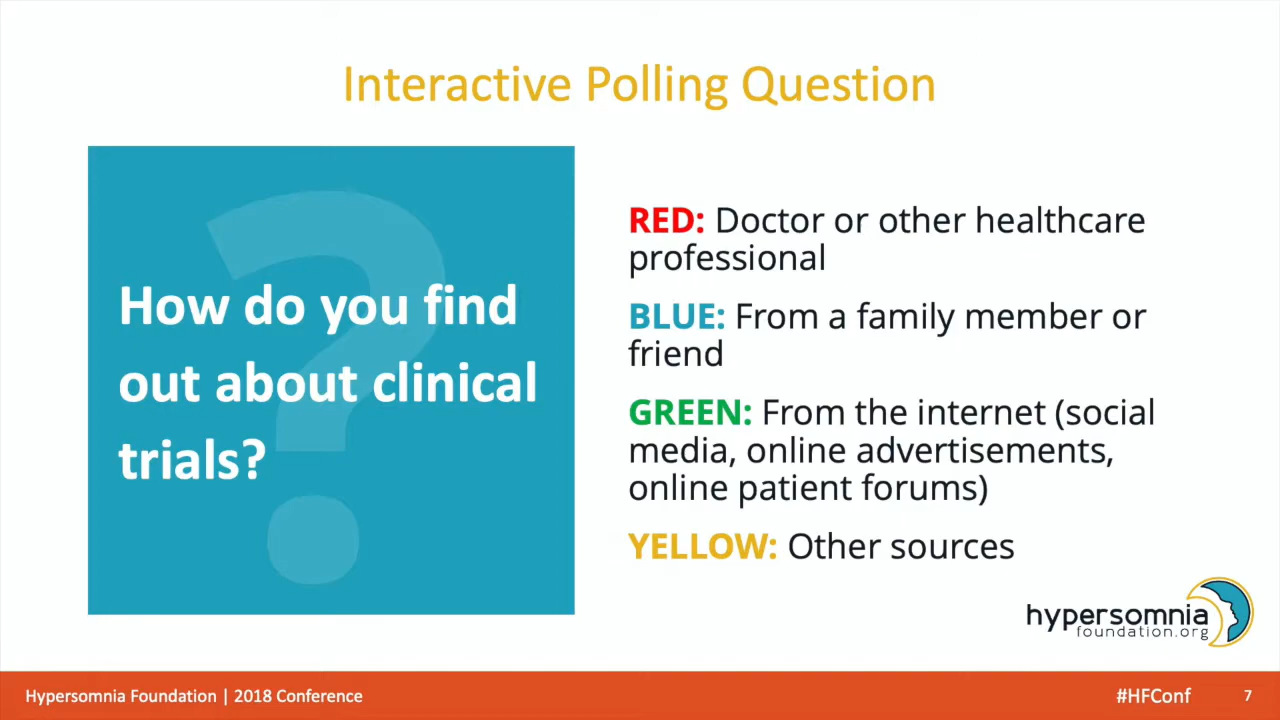 Interactive Polling Question
How do you find
out about clinical
trials?
RED: Doctor or other healthcare
professional
BLUE: From a family member or
friend
GREEN: From the internet (social
media, online advertisements,
online patient forums)
YELLOW: Other sources
hypersomnia
foundation.org
Hypersomnia Foundation | 2018 Conference
#HFConf
7